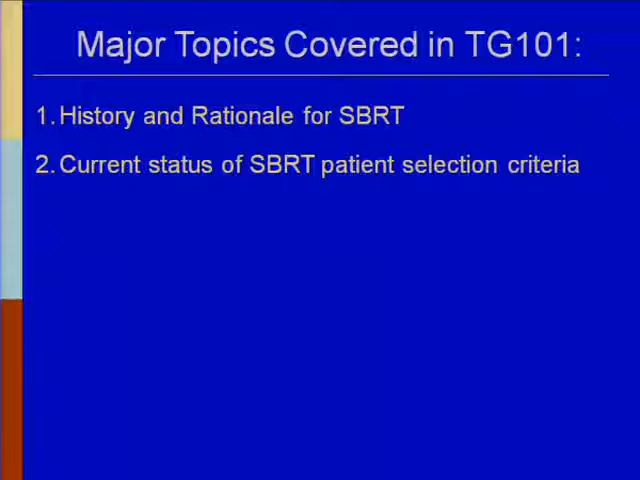 Major Topics Covered in TG101:
1. History and Rationale for SBRT
2. Current status of SBRT patient selection criteria